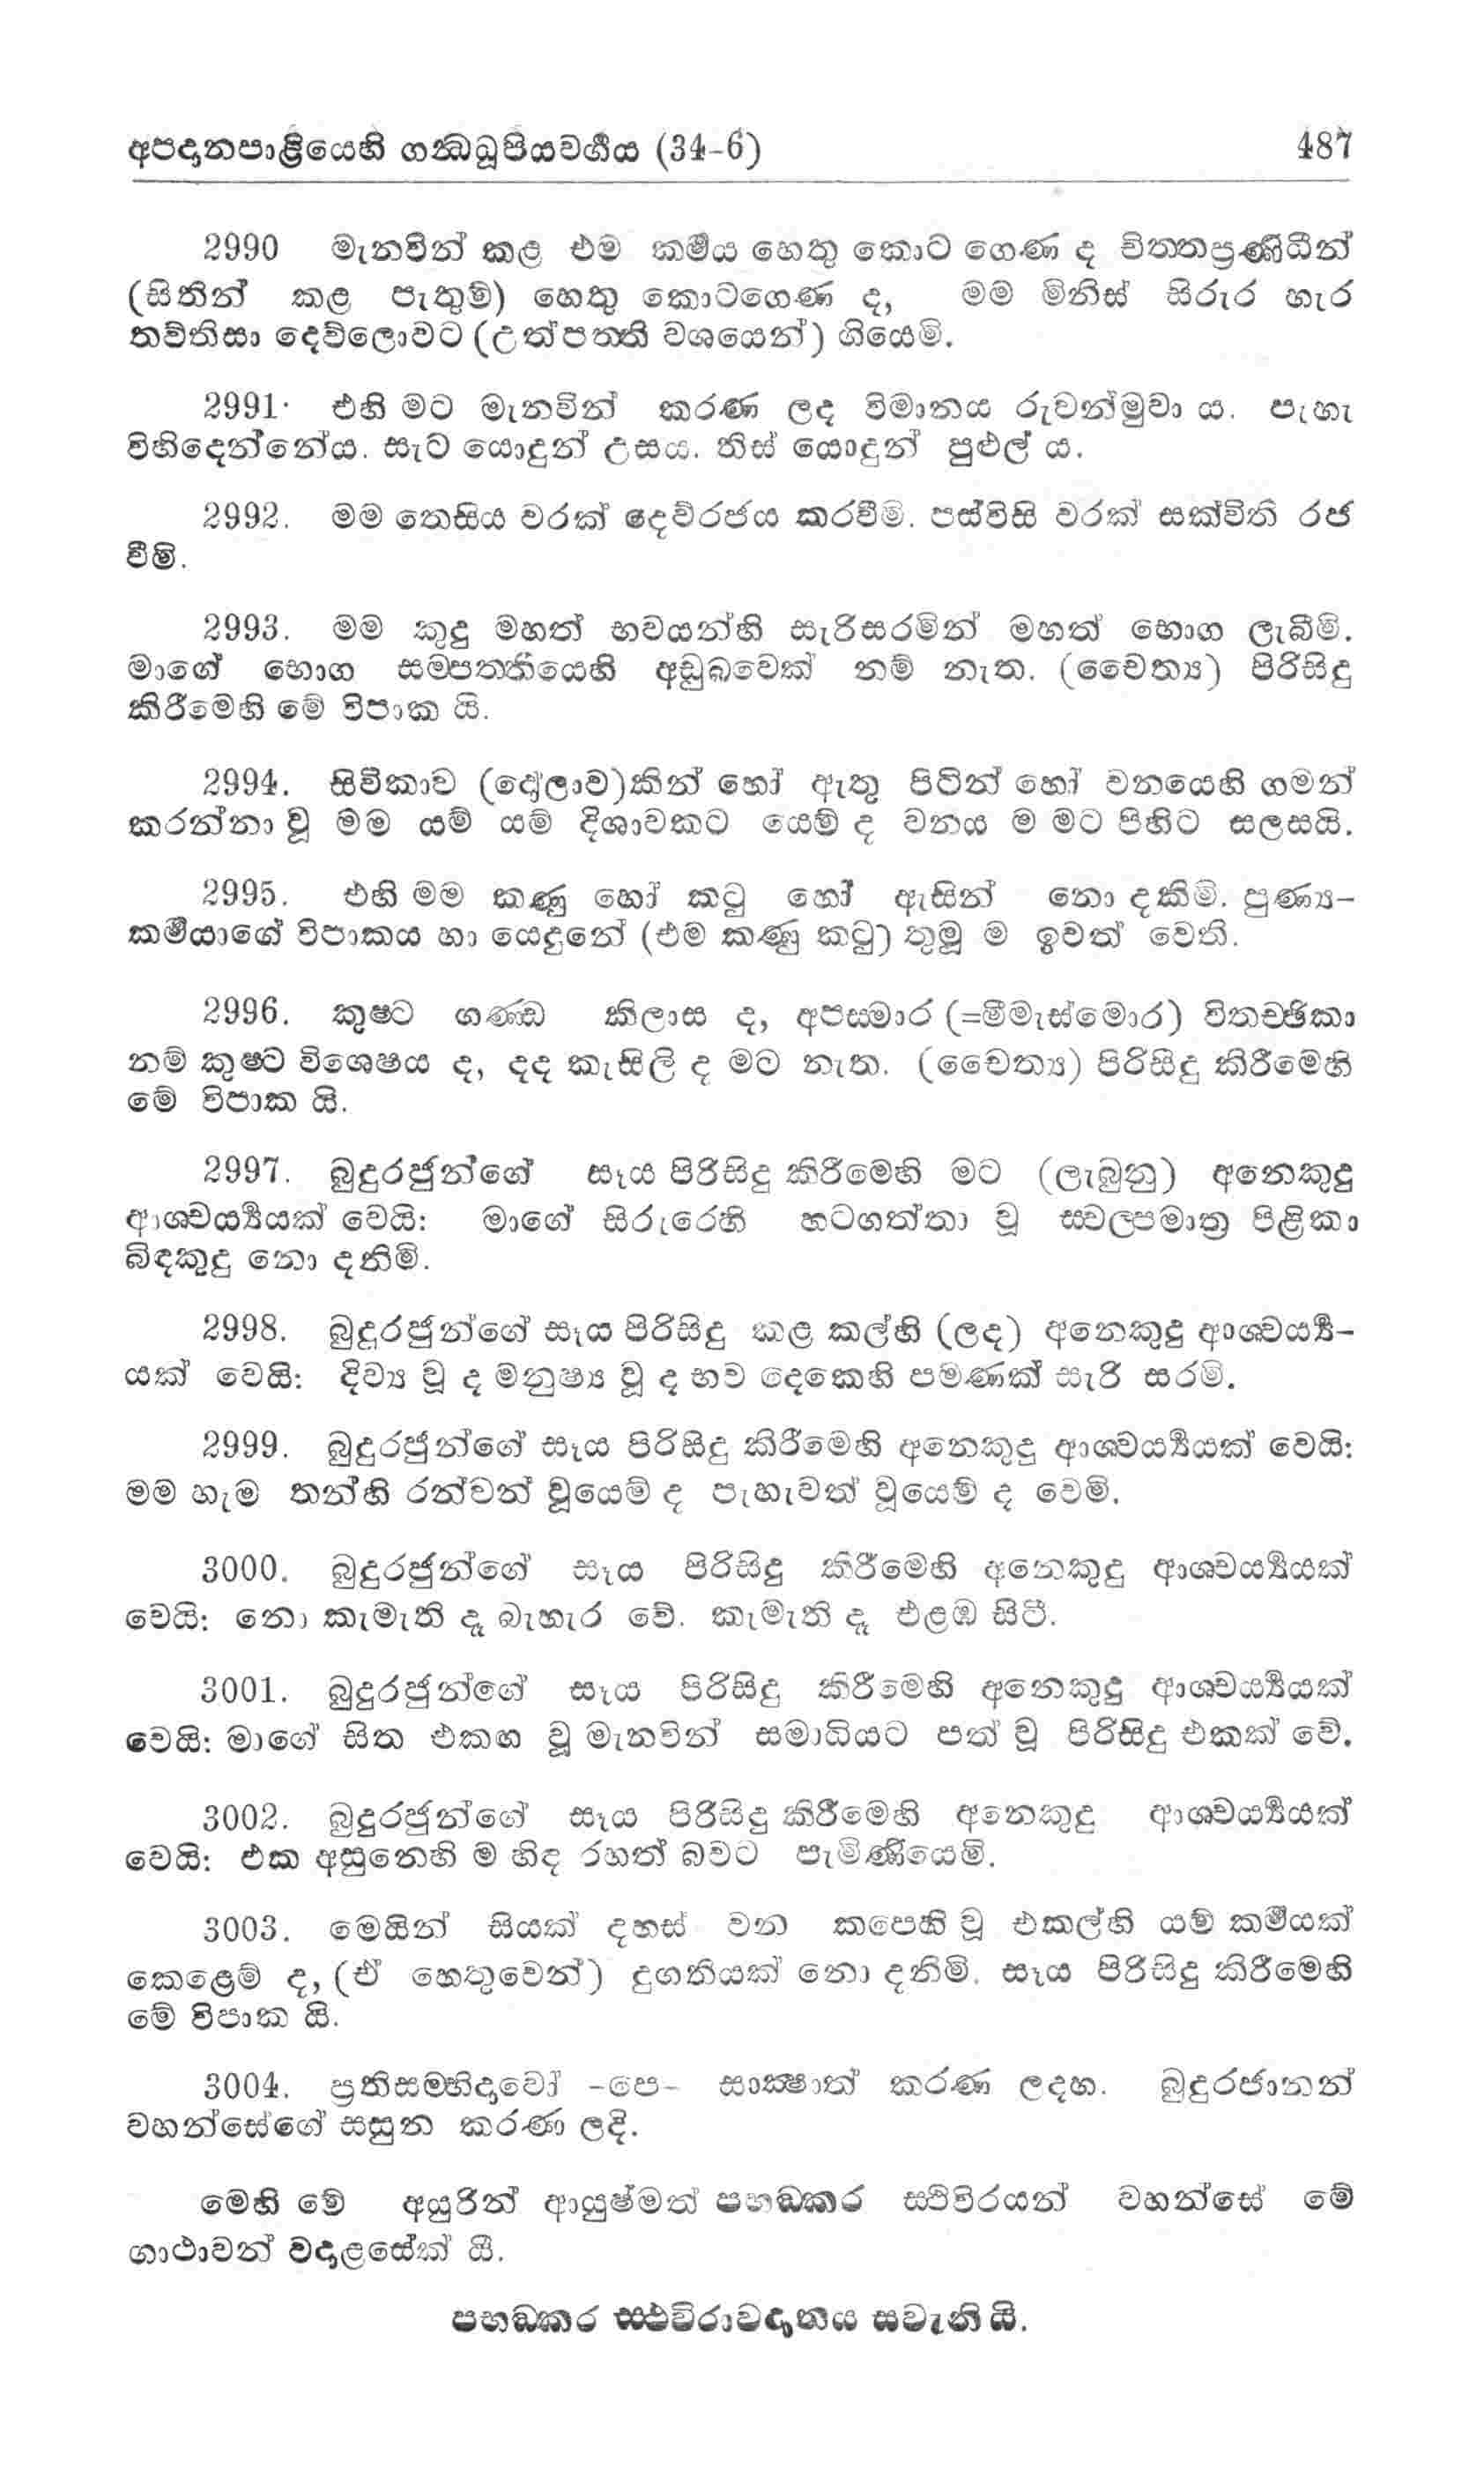 අපදානපාළියෙහි ගන්ධධූපියවර්ගය (34-6) 487
2990 මැනවින් කළ එම කර්මය හෙතු කොට ගෙණ ද චිත්තප්‍රණිධීන්
(සිතින් කළ පැතුම්) හෙතු කොටගෙණ ද, මම මිනිස් සිරුර හැර
තව්තිසා දෙව්ලොවට (උත්පත්ති වශයෙන්) ගියෙමි.
2991· එහි මට මැනවින් කරණ ලද විමානය රුවන්මුවා ය. පැහැ
විහිදෙන්නේය. සැට යොදුන් උසය. තිස් යොදුන් පුළුල් ය.
2992. මම තෙසිය වරක් දෙව්රජය කරවීමි. පස්විසි වරක් සක්විති රජ
වීමි.
2993. මම කුදු මහත් භවයන්හි සැරිසරමින් මහත් භොග ලැබීමි.
මාගේ භොග සම්පත්තියෙහි අඩුබවෙක් නම් නැත. (චෛත්‍ය) පිරිසිදු
කිරීමෙහි මේ විපාක යි.
2994. සිවිකාව (දෝලාව)කින් හෝ ඇතු පිටින් හෝ වනයෙහි ගමන්
කරන්නා වූ මම යම් යම් දිශාවකට යෙම් ද වනය ම මට පිහිට සලසයි.
2995. එහි මම කණු හෝ කටු හෝ ඇසින් නො දකිමි. පුණ්‍ය-
කර්මයාගේ විපාකය හා යෙදුනේ (එම කණු කටු) තුමූ ම ඉවත් වෙති.
2996. කුෂ්ට ගණ්ඩ කිලාස ද, අපස්මාර (=මීමැස්මොර) විතච්ඡිකා
නම් කුෂ්ට විශෙෂය ද, දද කැසිලි ද මට නැත. (චෛත්‍ය) පිරිසිදු කිරීමෙහි
මේ විපාක යි.
2997. බුදුරජුන්ගේ සෑය පිරිසිදු කිරීමෙහි මට (ලැබුනු) අනෙකුදු
ආශ්චර්ය්‍යයක් වෙයි: මාගේ සිරුරෙහි හටගත්තා වූ ස්වල්පමාත්‍ර පිළිකා
බිඳකුදු නො දනිමි.
2998. බුදුරජුන්ගේ සෑය පිරිසිදු කළ කල්හි (ලද) අනෙකුදු ආශ්චර්ය්‍ය-
යක් වෙයි: දිව්‍ය වූ ද මනුෂ්‍ය වූ ද භව දෙකෙහි පමණක් සැරි සරමි.
2999. බුදුරජුන්ගේ සෑය පිරිසිදු කිරීමෙහි අනෙකුදු ආශ්චර්ය්‍යයක් වෙයි:
මම හැම තන්හි රන්වන් වූයෙම් ද පැහැවත් වූයෙම් ද වෙමි.
3000. බුදුරජුන්ගේ සෑය පිරිසිදු කිරීමෙහි අනෙකුදු ආශ්චර්ය්‍යයක්
වෙයි: නො කැමැති දෑ බැහැර වේ. කැමැති දෑ එළඹ සිටී.
3001. බුදුරජුන්ගේ සෑය පිරිසිදු කිරීමෙහි අනෙකුදු ආශ්චර්ය්‍යයක්
වෙයි: මාගේ සිත එකඟ වූ මැනවින් සමාධියට පත් වූ පිරිසිදු එකක් වේ.
3002. බුදුරජුන්ගේ සෑය පිරිසිදු කිරීමෙහි අනෙකුදු ආශ්චර්ය්‍යයක්
වෙයි: එක අසුනෙහි ම හිඳ රහත් බවට පැමිණියෙමි.
3003. මෙයින් සියක් දහස් වන කපෙහි වූ එකල්හි යම් කර්මයක්
කෙළෙම් ද, (ඒ හෙතුවෙන්) දුගතියක් නො දනිමි. සෑය පිරිසිදු කිරීමෙහි
මේ විපාක යි.
3004. ප්‍රතිසම්භිදාවෝ -පෙ- සාක්ෂාත් කරණ ලදහ. බුදුරජානන්
වහන්සේගේ සසුන කරණ ලදි.
මෙහි මේ අයුරින් ආයුෂ්මත් පභඞ්කර ස්ථවිරයන් වහන්සේ මේ
ගාථාවන් වදාළසේක් යි.
පභඞ්කර ස්ථවිරාවදානය සවැනි යි.